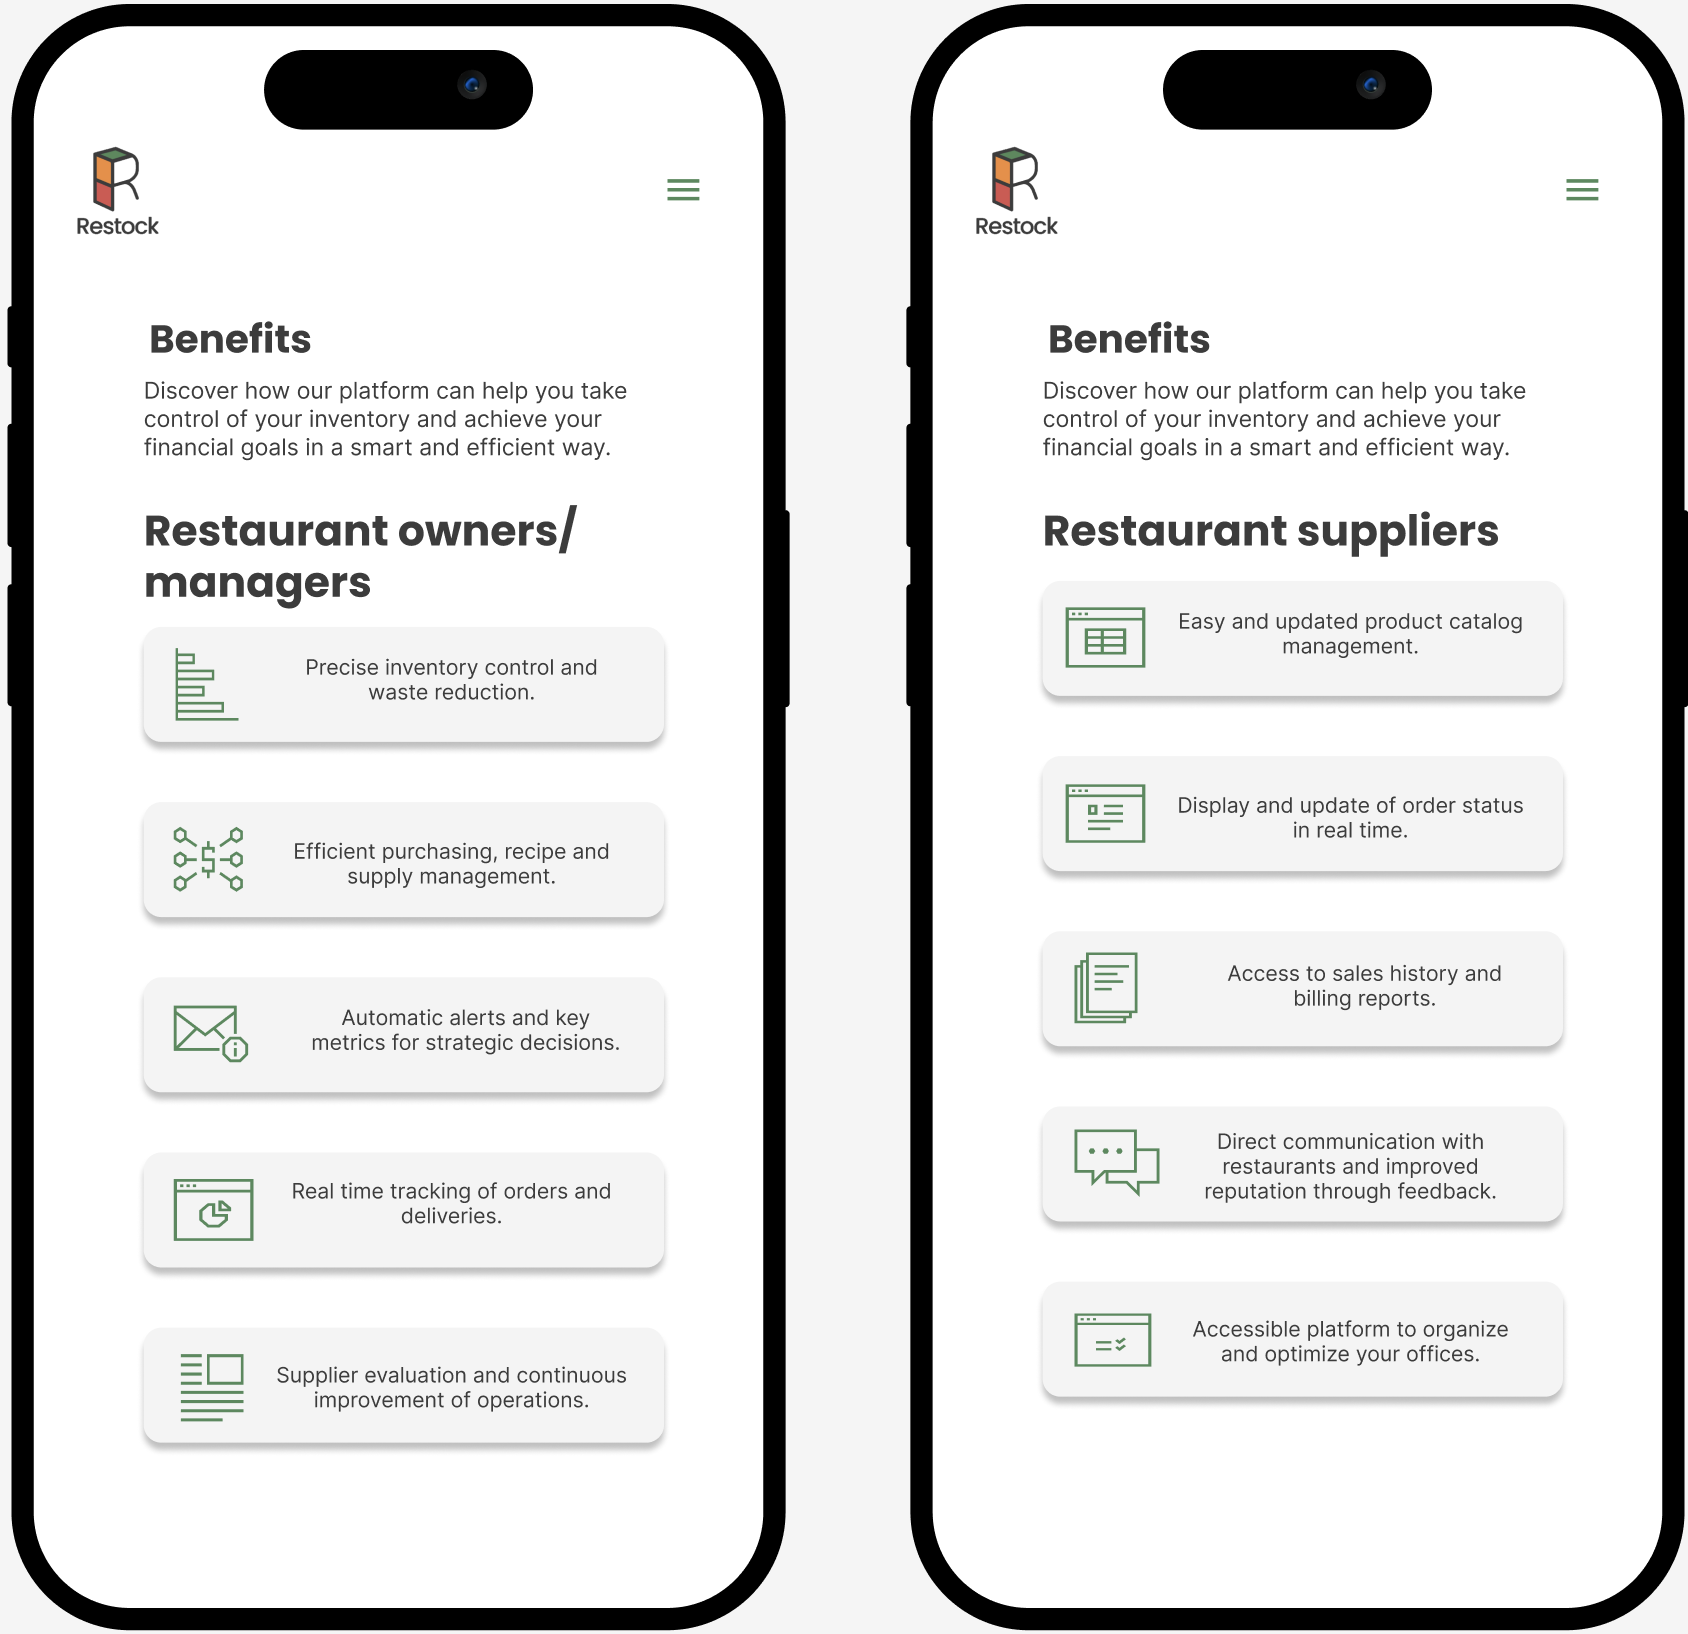 Restock
Benefits
Discover how our platform can help you take
control of your inventory and achieve your
financial goals in a smart and efficient way.
Restaurant owners/
managers
Precise inventory control and
waste reduction.
Efficient purchasing, recipe and
supply management.
Automatic alerts and key
metrics for strategic decisions.
Real time tracking of orders and
deliveries.
Supplier evaluation and continuous
improvement of operations.
Restock
Benefits
Discover how our platform can help you take
control of your inventory and achieve your
financial goals in a smart and efficient way.
Restaurant suppliers
Easy and updated product catalog
management.
Display and update of order status
in real time.
Access to sales history and
billing reports.
Direct communication with
restaurants and improved
reputation through feedback.
Accessible platform to organize
and optimize your offices.